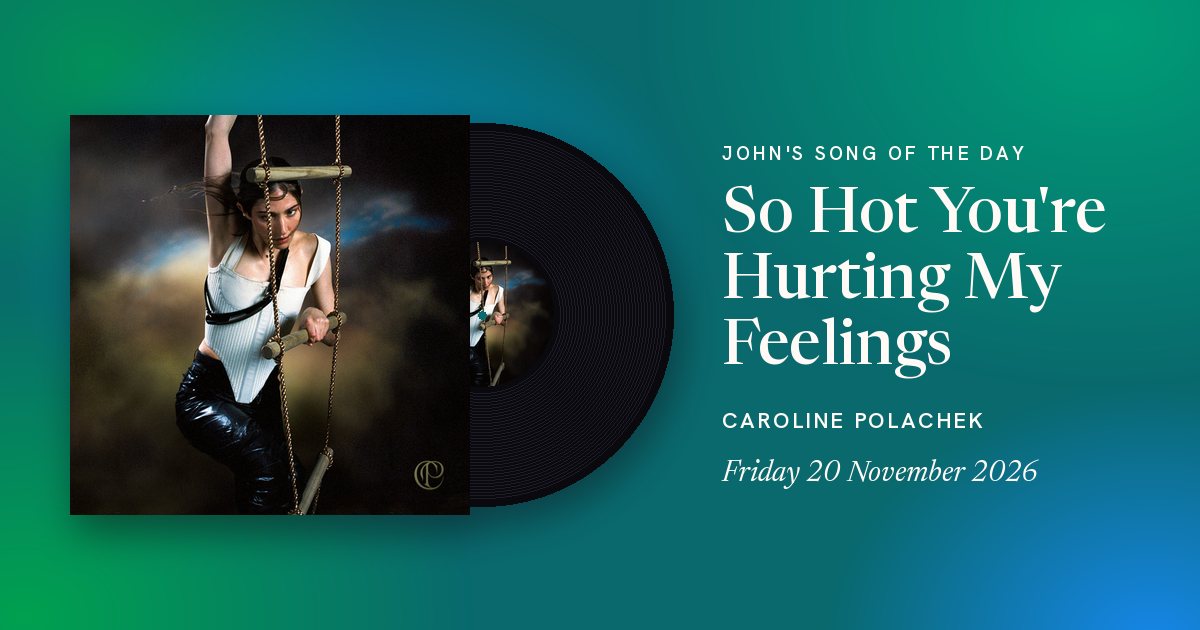 JOHN'S SONG OF THE DAY
So Hot You're
Hurting My
Feelings
CAROLINE POLACHEK
Friday 20 November 2026